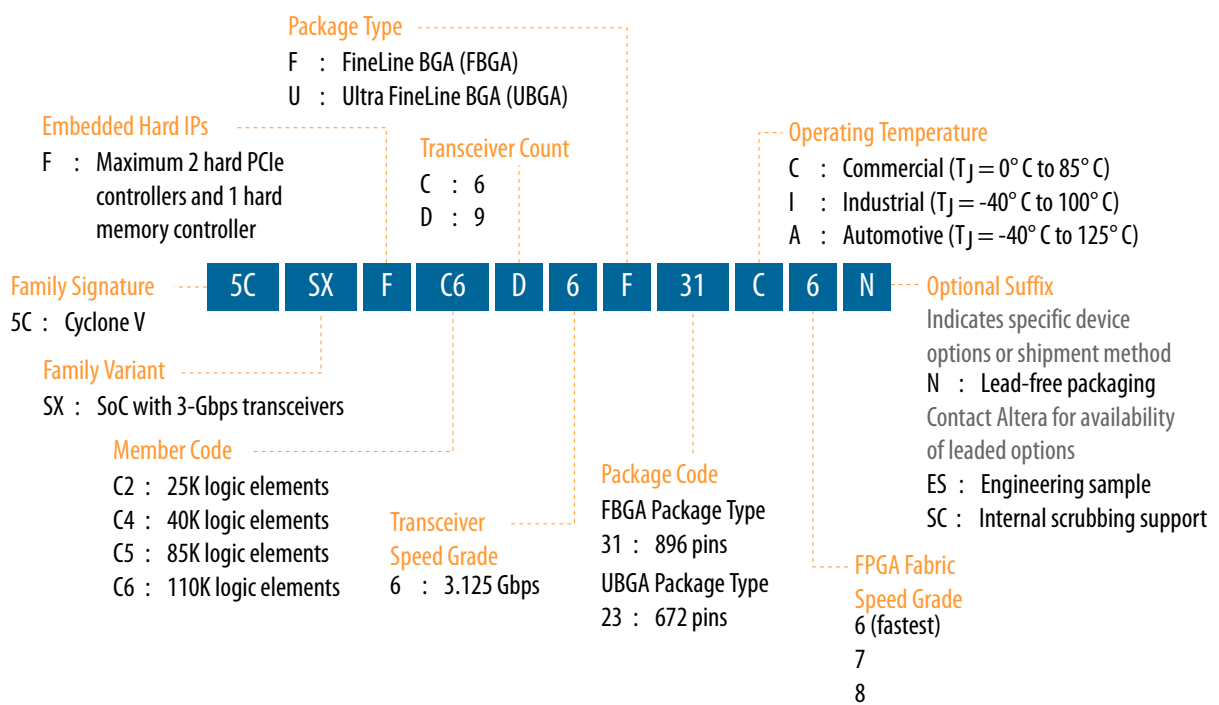 Package Type
F : FineLine BGA (FBGA)
U : Ultra FineLine BGA (UBGA)
Embedded Hard IPs
F : Maximum 2 hard PCIe
controllers and 1 hard
memory controller
Transceiver Count
C : 6
D : 9
Operating Temperature
C : Commercial (TJ = 0° C to 85° C)
I : Industrial (TJ = -40° C to 100° C)
A : Automotive (TJ = -40° C to 125° C)
Family Signature
5C : Cyclone V
5C SX F C6 D 6 F 31 C 6 N
Optional Suffix
Indicates specific device
options or shipment method
N : Lead-free packaging
Contact Altera for availability
of leaded options
ES : Engineering sample
SC : Internal scrubbing support
Family Variant
SX : SoC with 3-Gbps transceivers
Member Code
C2 : 25K logic elements
C4 : 40K logic elements
C5 : 85K logic elements
C6 : 110K logic elements
Transceiver
Speed Grade
6 : 3.125 Gbps
Package Code
FBGA Package Type
31 : 896 pins
UBGA Package Type
23 : 672 pins
FPGA Fabric
Speed Grade
6 (fastest)
7
8